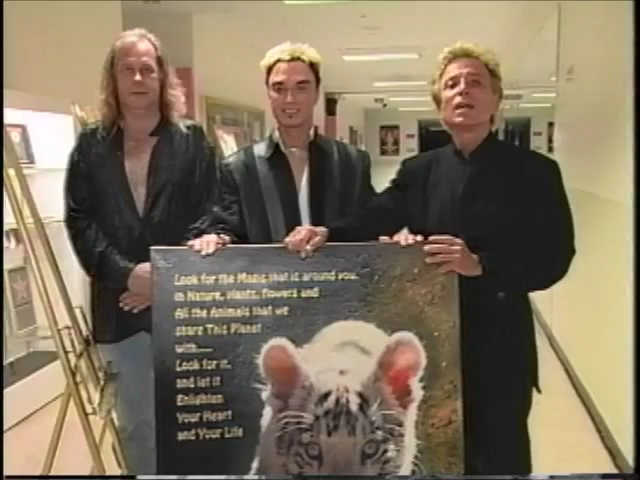 Look for the Magic that is around you.
In Nature, Plants, Flowers and
All the Animals that we
share This Planet
with.....
Look for it,
and let it
Enlighten
Your Heart
and Your Life